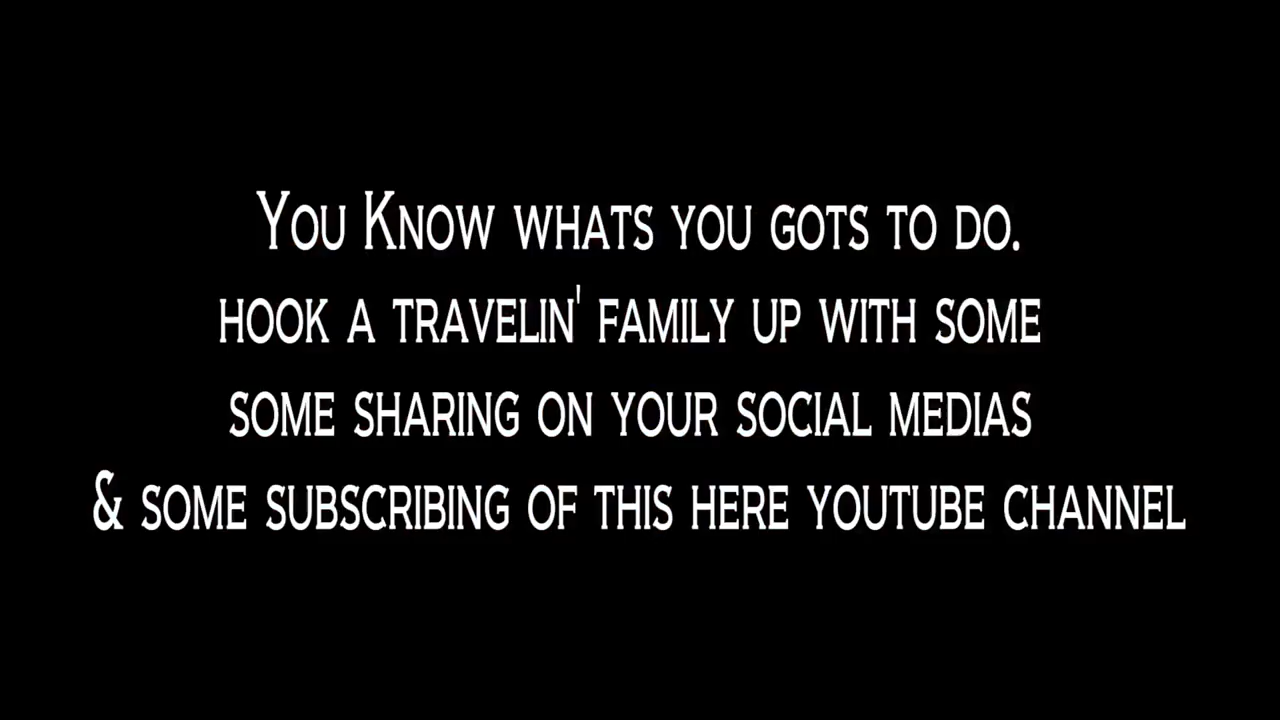 You Know whats you gots to do.
hook a travelin' family up with some
some sharing on your social medias
& some subscribing of this here youtube channel